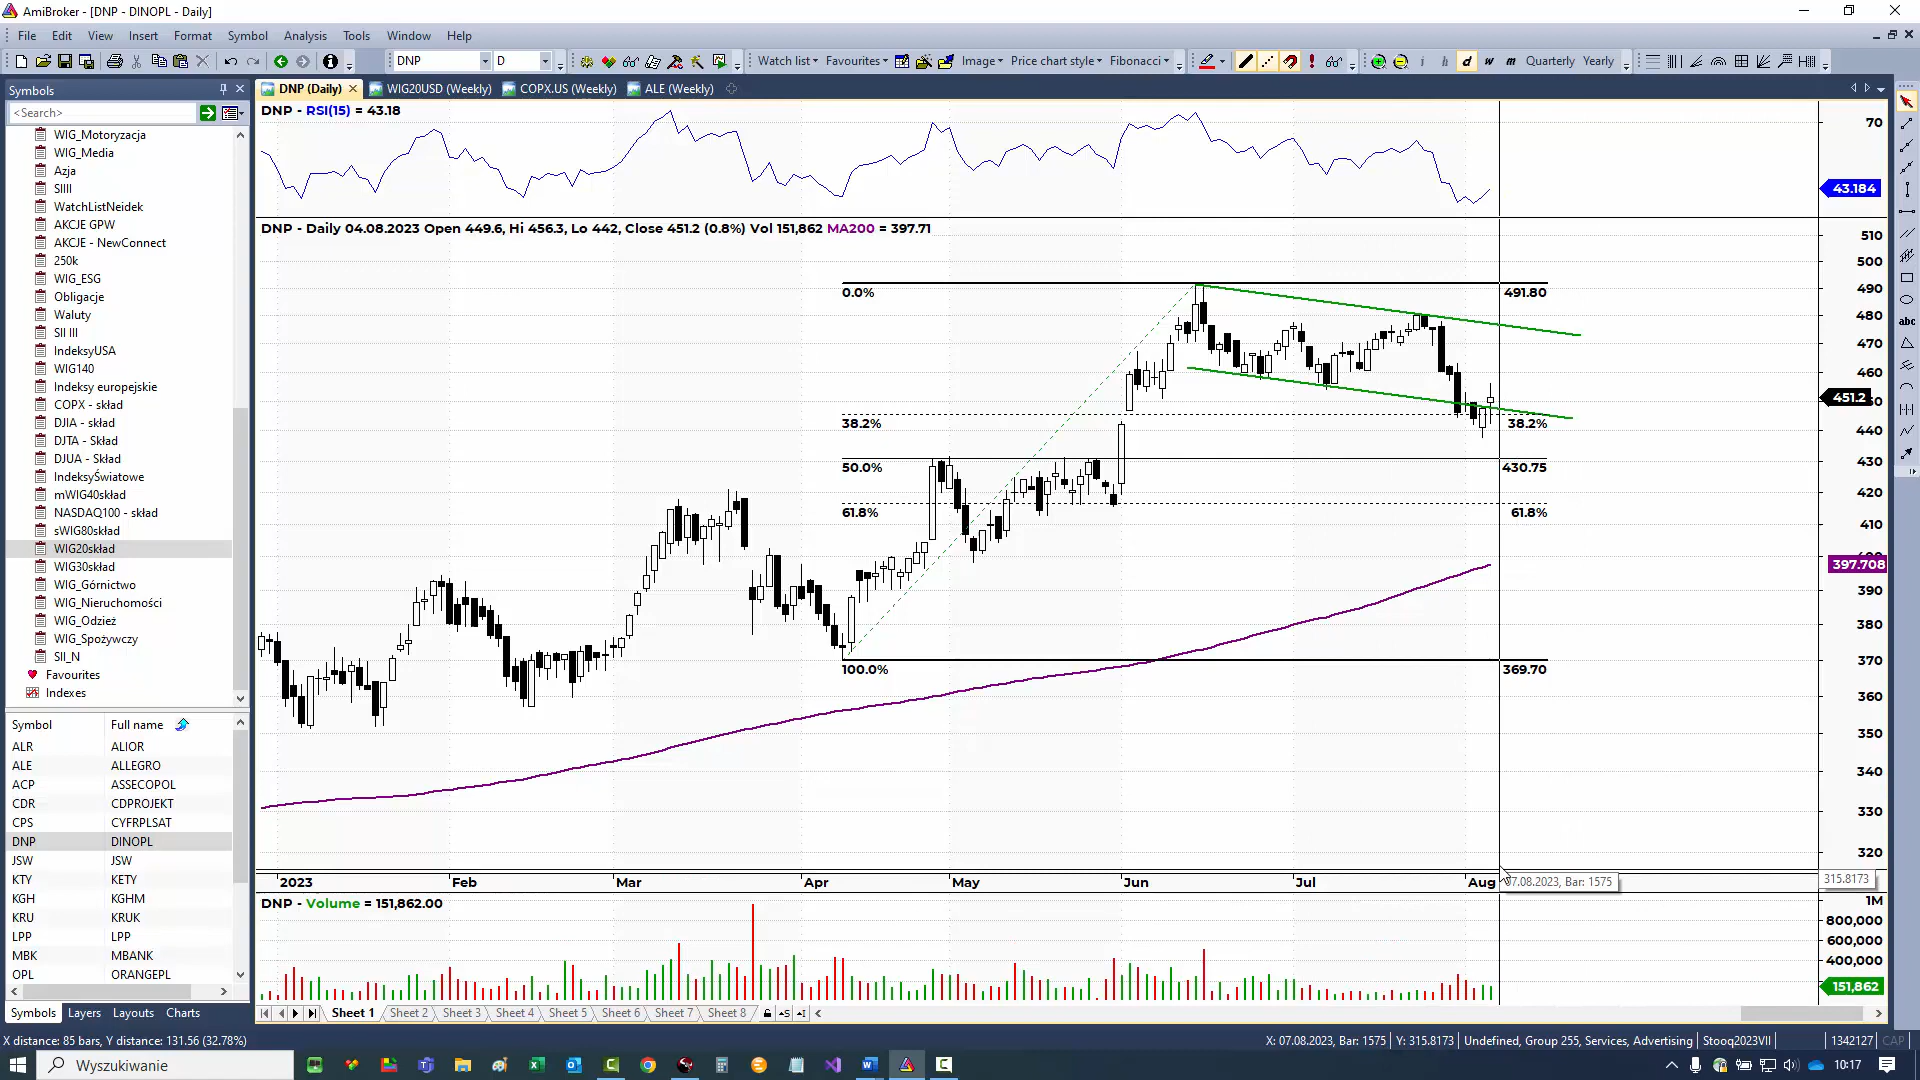 AmiBroker - [DNP - DINOPL - Daily]
File Edit View Insert Format Symbol Analysis Tools Window Help
DNP D Watch list Favourites Image Price chart style Fibonacci i h d w m Quarterly Yearly
Symbols
DNP (Daily) WIG20USD (Weekly) COPX.US (Weekly) ALE (Weekly)
<Search>
WIG_Motoryzacja
WIG_Media
Azja
SIIII
WatchListNeidek
AKCJE GPW
AKCJE - NewConnect
250k
WIG_ESG
Obligacje
Waluty
SII III
IndeksyUSA
WIG140
Indeksy europejskie
COPX - skład
DJIA - skład
DJTA - Skład
DJUA - Skład
IndeksyŚwiatowe
mWIG40skład
NASDAQ100 - skład
sWIG80skład
WIG20skład
WIG30skład
WIG_Górnictwo
WIG_Nieruchomości
WIG_Odzież
WIG_Spożywczy
SII_N
Favourites
Indexes
Symbol Full name
ALR ALIOR
ALE ALLEGRO
ACP ASSECOPOL
CDR CDPROJEKT
CPS CYFRPLSAT
DNP DINOPL
JSW JSW
KTY KETY
KGH KGHM
KRU KRUK
LPP LPP
MBK MBANK
OPL ORANGEPL
Symbols Layers Layouts Charts
DNP - RSI(15) = 43.18
70
43.184
DNP - Daily 04.08.2023 Open 449.6, Hi 456.3, Lo 442, Close 451.2 (0.8%) Vol 151,862 MA200 = 397.71
510
500
490
480
470
460
451.2
440
430
420
410
397.708
390
380
370
360
350
340
330
320
0.0% 491.80
38.2% 38.2%
50.0% 430.75
61.8% 61.8%
100.0% 369.70
2023 Feb Mar Apr May Jun Jul Aug
07.08.2023, Bar: 1575
315.8173
DNP - Volume = 151,862.00
1M
800,000
600,000
400,000
151,862
Sheet 1 Sheet 2 Sheet 3 Sheet 4 Sheet 5 Sheet 6 Sheet 7 Sheet 8
X distance: 85 bars, Y distance: 131.56 (32.78%) X: 07.08.2023, Bar: 1575 Y: 315.8173 Undefined, Group 255, Services, Advertising Stooq2023VII 1342127 CAP
Wyszukiwanie 10:17
abc